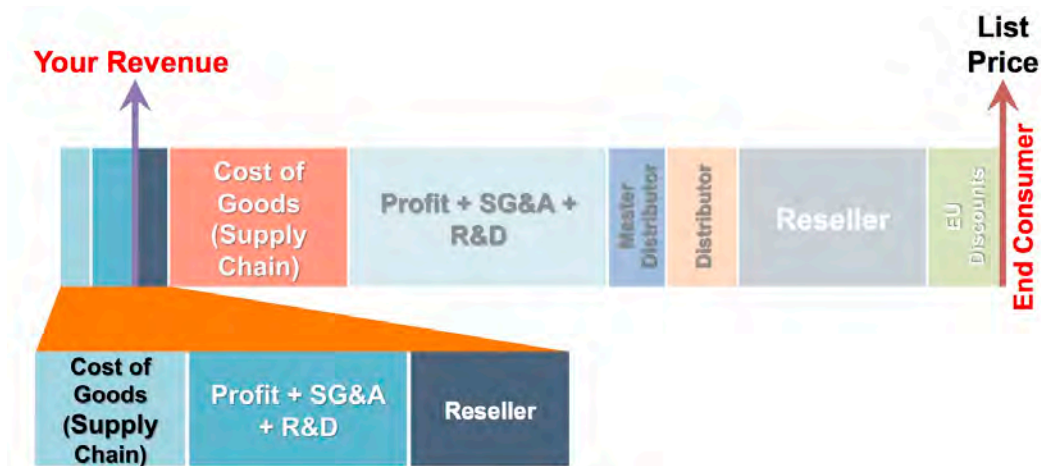 Your Revenue
List
Price
Cost of
Goods
(Supply
Chain)
Profit + SG&A +
R&D
Master
Distributor
Distributor
Reseller
EU
Discounts
End Consumer
Cost of
Goods
(Supply
Chain)
Profit + SG&A
+ R&D
Reseller